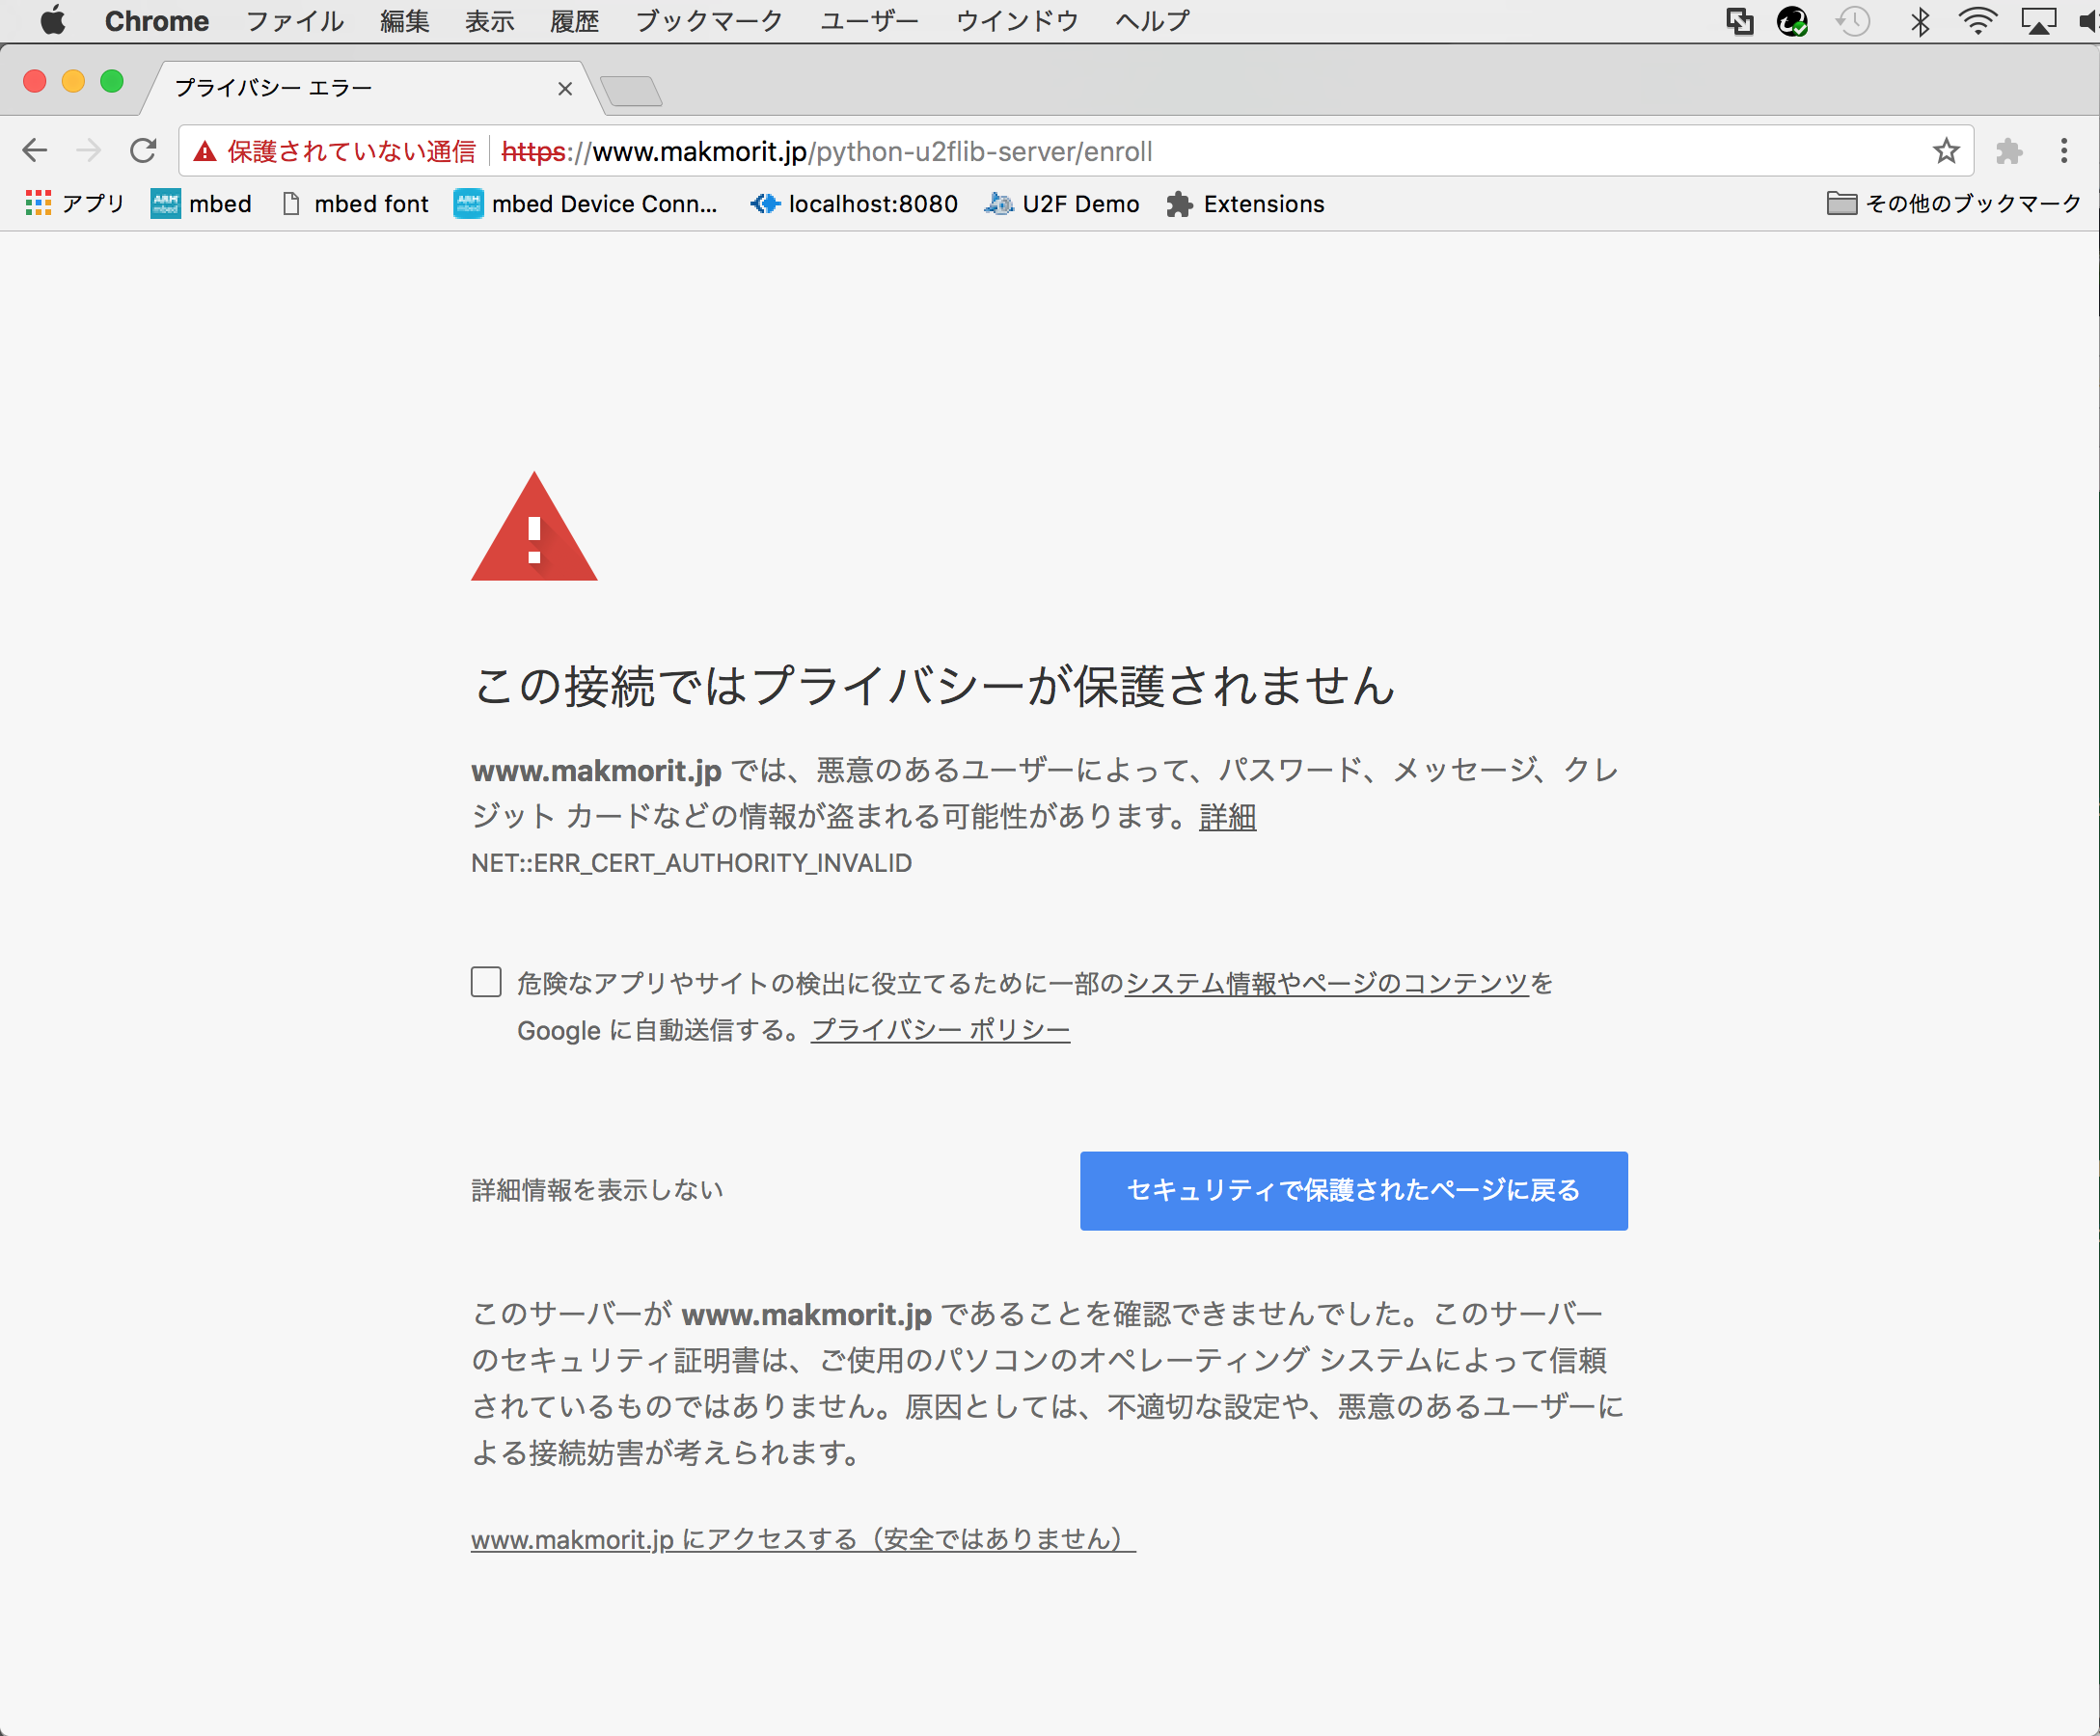 Chrome ファイル 編集 表示 履歴 ブックマーク ユーザー ウインドウ ヘルプ
プライバシー エラー
保護されていない通信 https://www.makmorit.jp/python-u2flib-server/enroll
アプリ mbed mbed font mbed Device Conn... localhost:8080 U2F Demo Extensions その他のブックマーク
この接続ではプライバシーが保護されません
www.makmorit.jp では、悪意のあるユーザーによって、パスワード、メッセージ、クレ
ジット カードなどの情報が盗まれる可能性があります。詳細
NET::ERR_CERT_AUTHORITY_INVALID
危険なアプリやサイトの検出に役立てるために一部のシステム情報やページのコンテンツを
Google に自動送信する。プライバシー ポリシー
詳細情報を表示しない
セキュリティで保護されたページに戻る
このサーバーが www.makmorit.jp であることを確認できませんでした。このサーバー
のセキュリティ証明書は、ご使用のパソコンのオペレーティング システムによって信頼
されているものではありません。原因としては、不適切な設定や、悪意のあるユーザーに
よる接続妨害が考えられます。
www.makmorit.jp にアクセスする（安全ではありません）